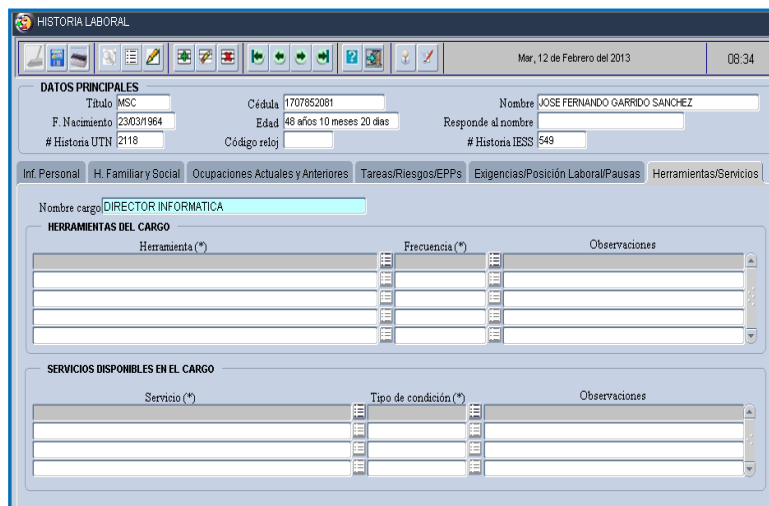 HISTORIA LABORAL
Mar, 12 de Febrero del 2013 08:34
DATOS PRINCIPALES
Título MSC Cédula 1707852081 Nombre JOSE FERNANDO GARRIDO SANCHEZ
F. Nacimiento 23/03/1964 Edad 48 años 10 meses 20 dias Responde al nombre
# Historia UTN 2118 Código reloj # Historia IESS 549
Inf. Personal H. Familiar y Social Ocupaciones Actuales y Anteriores Tareas/Riesgos/EPPs Exigencias/Posición Laboral/Pausas Herramientas/Servicios
Nombre cargo DIRECTOR INFORMATICA
HERRAMIENTAS DEL CARGO
Herramienta (*) Frecuencia (*) Observaciones
SERVICIOS DISPONIBLES EN EL CARGO
Servicio (*) Tipo de condición (*) Observaciones